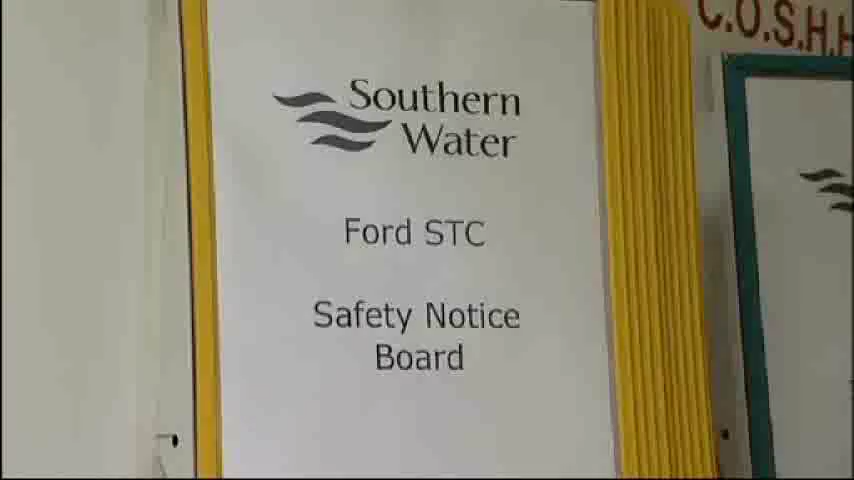 Southern
Water
Ford STC
Safety Notice
Board
C.O.S.H.H